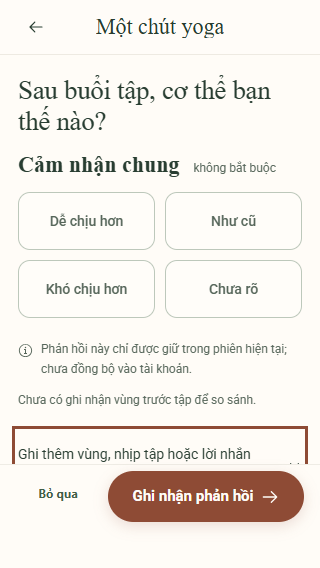 Một chút yoga
Sau buổi tập, cơ thể bạn
thế nào?
Cảm nhận chung không bắt buộc
Dễ chịu hơn
Như cũ
Khó chịu hơn
Chưa rõ
Phản hồi này chỉ được giữ trong phiên hiện tại;
chưa đồng bộ vào tài khoản.
Chưa có ghi nhận vùng trước tập để so sánh.
Ghi thêm vùng, nhịp tập hoặc lời nhắn
Bỏ qua
Ghi nhận phản hồi